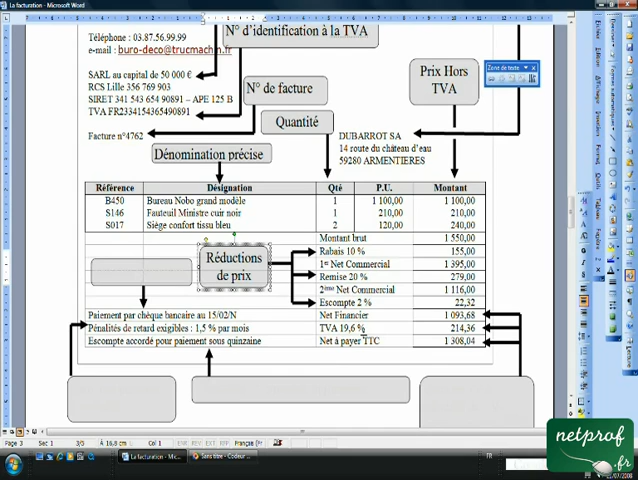 La facturation - Microsoft Word
Téléphone : 03.87.56.99.99
e-mail : buro-deco@trucmachin.fr
N° d'identification à la TVA
SARL au capital de 50 000 €
RCS Lille 356 769 903
SIRET 341 543 654 90891 – APE 125 B
TVA FR2334154365490891
N° de facture
Prix Hors
TVA
Zone de texte
Facture n°4762
Quantité
DUBARROT SA
14 route du château d'eau
59280 ARMENTIERES
Dénomination précise
Référence Désignation Qté P.U. Montant
B450 Bureau Nobo grand modèle 1 1 100,00 1 100,00
S146 Fauteuil Ministre cuir noir 1 210,00 210,00
S017 Siège confort tissu bleu 2 120,00 240,00
Montant brut 1 550,00
Réductions
de prix
Rabais 10 % 155,00
1er Net Commercial 1 395,00
Remise 20 % 279,00
2ème Net Commercial 1 116,00
Escompte 2 % 22,32
Paiement par chèque bancaire au 15/02/N Net Financier 1 093,68
Pénalités de retard exigibles : 1,5 % par mois TVA 19,6 % 214,36
Escompte accordé pour paiement sous quinzaine Net à payer TTC 1 308,04
Page 3 Sec 1 3/5 À 16,8 cm Col 1 Français (Fr
La facturation - Mic...
Sans titre - Codeur ...
FR
netprof
.fr